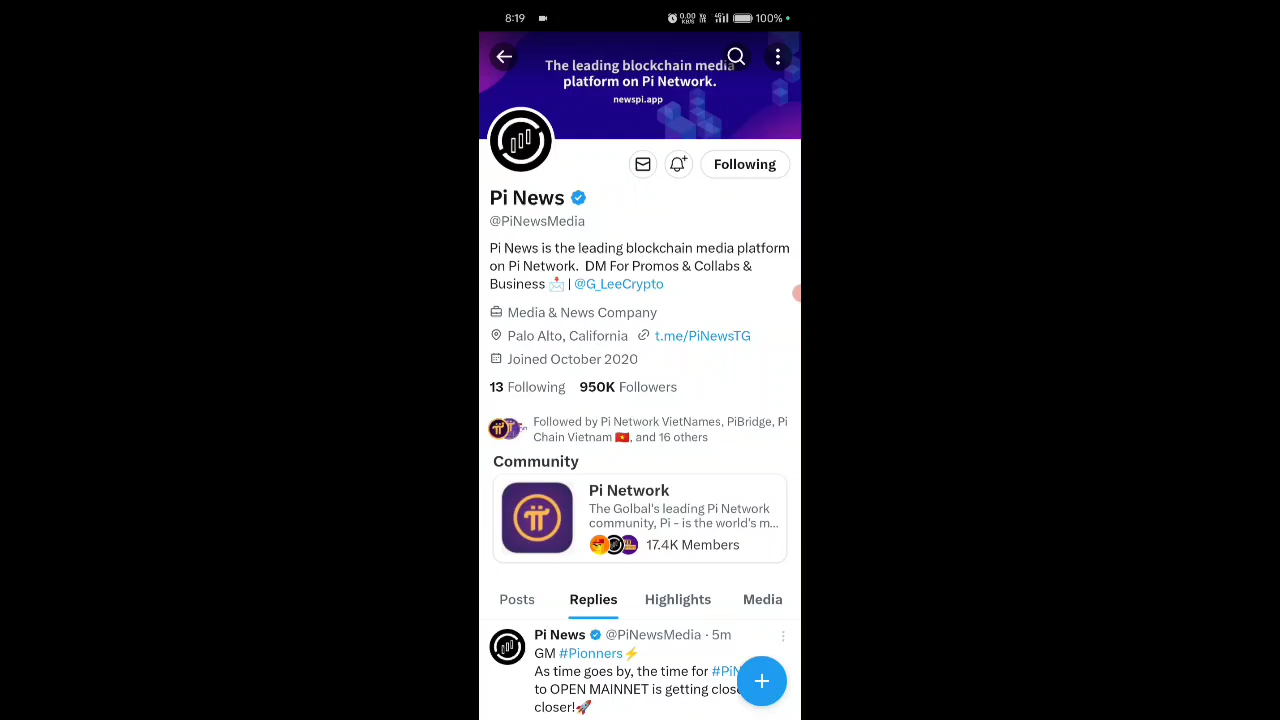 8:19 0.00 KB/S 100%
The leading blockchain media
platform on Pi Network.
newspi.app
Following
Pi News
@PiNewsMedia
Pi News is the leading blockchain media platform
on Pi Network. DM For Promos & Collabs &
Business 📩 | @G_LeeCrypto
Media & News Company
Palo Alto, California t.me/PiNewsTG
Joined October 2020
13 Following 950K Followers
Followed by Pi Network VietNames, PiBridge, Pi
Chain Vietnam 🇻🇳, and 16 others
Community
Pi Network
The Golbal's leading Pi Network
community, Pi - is the world's m...
17.4K Members
Posts Replies Highlights Media
Pi News @PiNewsMedia · 5m
GM #Pionners⚡
As time goes by, the time for
to OPEN MAINNET is getting
closer!🚀